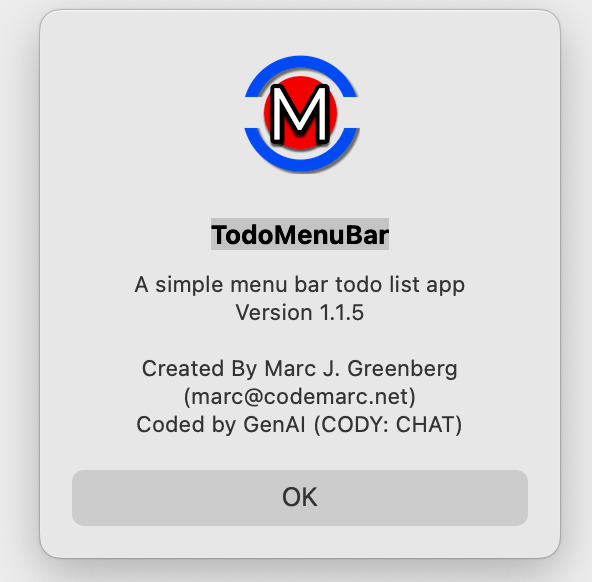 M
TodoMenuBar
A simple menu bar todo list app
Version 1.1.5
Created By Marc J. Greenberg
(marc@codemarc.net)
Coded by GenAI (CODY: CHAT)
OK